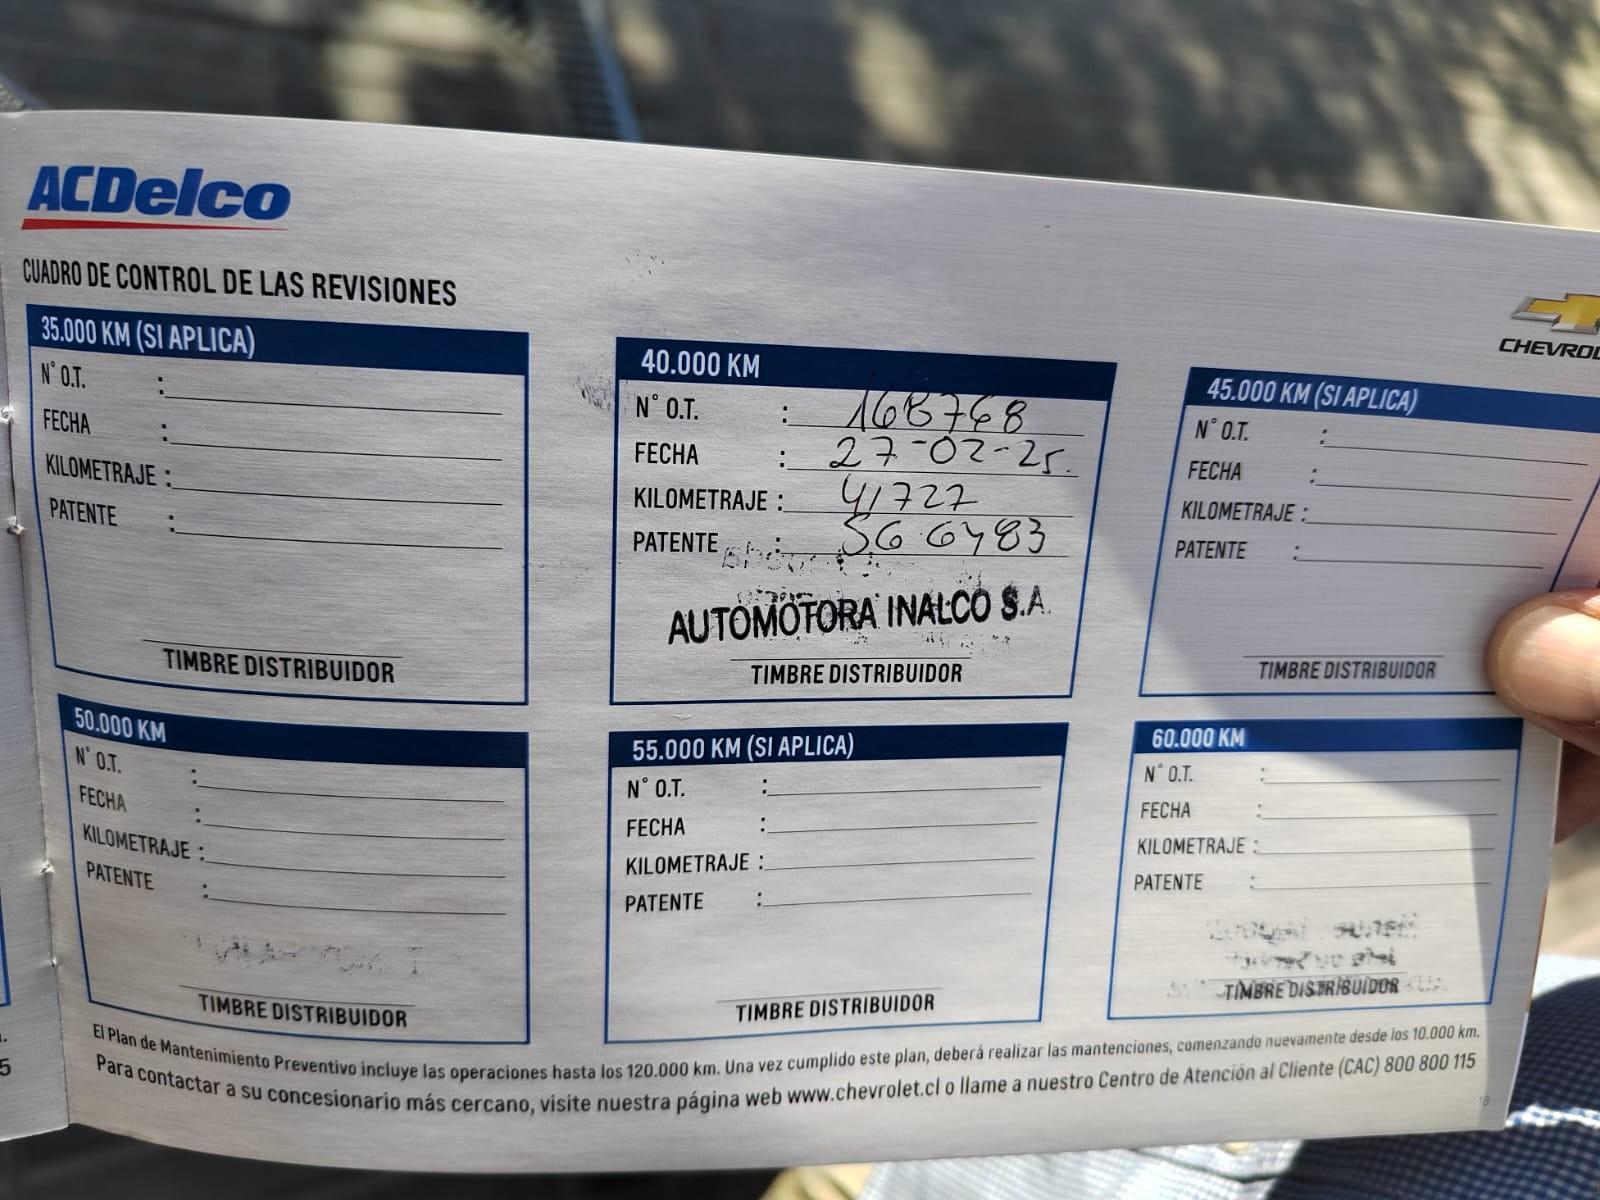 ACDelco
CUADRO DE CONTROL DE LAS REVISIONES
CHEVROL
35.000 KM (SI APLICA)
N° O.T. :
FECHA :
KILOMETRAJE :
PATENTE :
TIMBRE DISTRIBUIDOR
40.000 KM
N° O.T. : 168768
FECHA : 27-02-25.
KILOMETRAJE : 41727
PATENTE :
AUTOMOTORA INALCO S.A.
TIMBRE DISTRIBUIDOR
45.000 KM (SI APLICA)
N° O.T. :
FECHA :
KILOMETRAJE :
PATENTE :
TIMBRE DISTRIBUIDOR
50.000 KM
N° O.T. :
FECHA :
KILOMETRAJE :
PATENTE :
TIMBRE DISTRIBUIDOR
55.000 KM (SI APLICA)
N° O.T. :
FECHA :
KILOMETRAJE :
PATENTE :
TIMBRE DISTRIBUIDOR
60.000 KM
N° O.T. :
FECHA :
KILOMETRAJE :
PATENTE :
TIMBRE DISTRIBUIDOR
El Plan de Mantenimiento Preventivo incluye las operaciones hasta los 120.000 km. Una vez cumplido este plan, deberá realizar las mantenciones, comenzando nuevamente desde los 10.000 km.
Para contactar a su concesionario más cercano, visite nuestra página web www.chevrolet.cl o llame a nuestro Centro de Atención al Cliente (CAC) 800 800 115
18